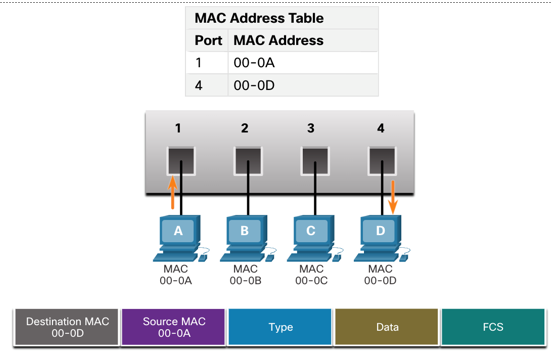 MAC Address Table
Port MAC Address
1 00-0A
4 00-0D
1 2 3 4
A B C D
MAC MAC MAC MAC
00-0A 00-0B 00-0C 00-0D
Destination MAC
00-0D
Source MAC
00-0A
Type
Data
FCS